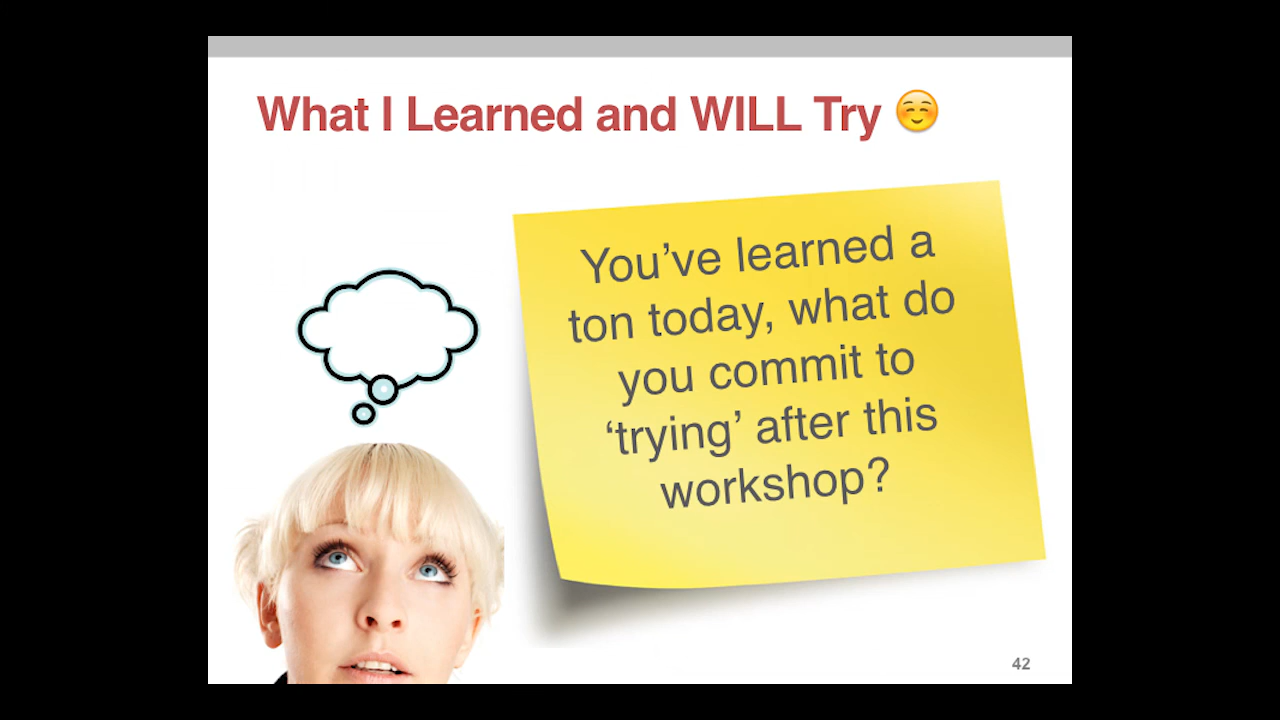 What I Learned and WILL Try ☺️
You’ve learned a
ton today, what do
you commit to
‘trying’ after this
workshop?
42